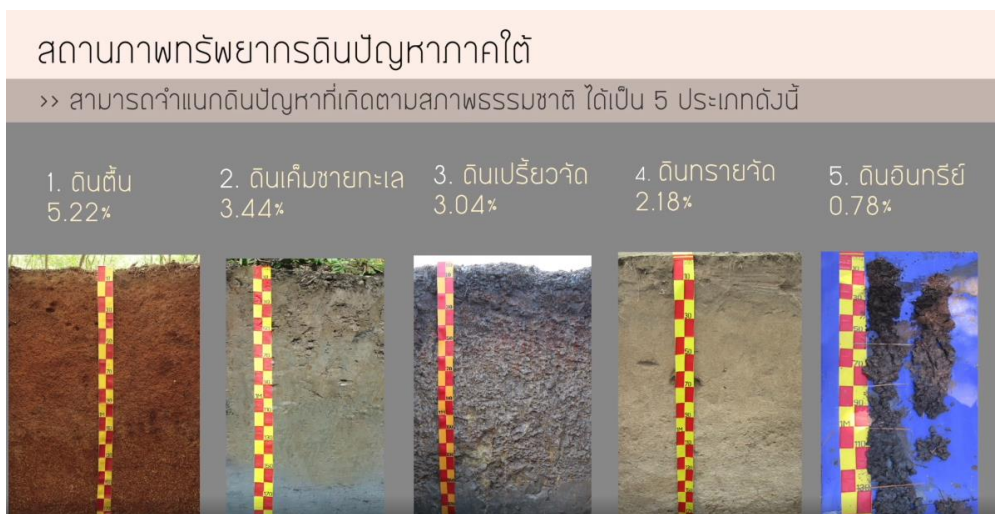 สถานภาพทรัพยากรดินปัญหาภาคใต้
>> สามารถจำแนกดินปัญหาที่เกิดตามสภาพธรรมชาติ ได้เป็น 5 ประเภทดังนี้
1. ดินตื้น
5.22%
2. ดินเค็มชายทะเล
3.44%
3. ดินเปรี้ยวจัด
3.04%
4. ดินทรายจัด
2.18%
5. ดินอินทรีย์
0.78%